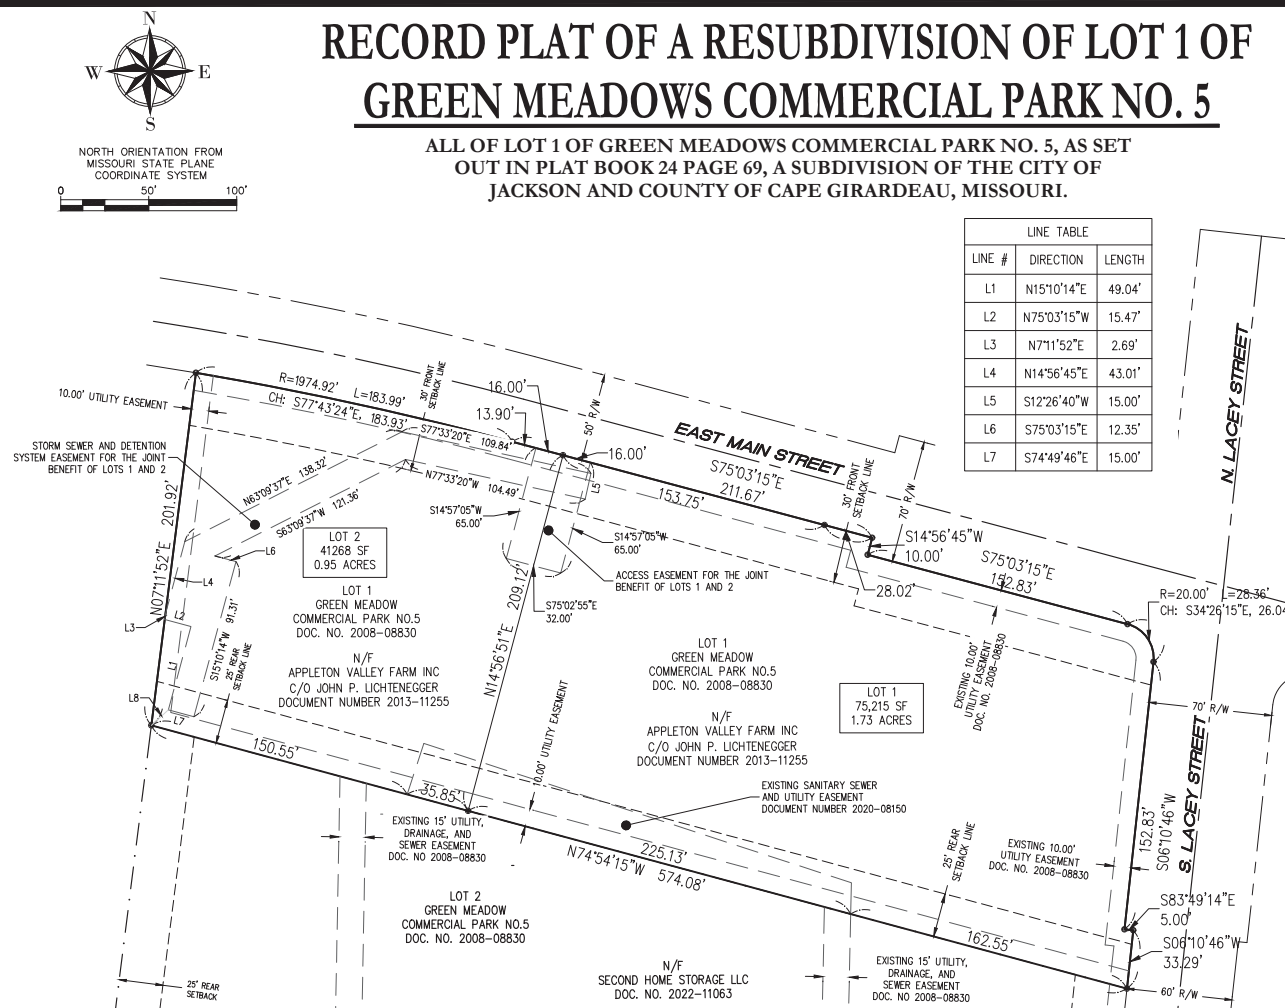 N
W E
S
NORTH ORIENTATION FROM
MISSOURI STATE PLANE
COORDINATE SYSTEM
0 50' 100'
RECORD PLAT OF A RESUBDIVISION OF LOT 1 OF
GREEN MEADOWS COMMERCIAL PARK NO. 5
ALL OF LOT 1 OF GREEN MEADOWS COMMERCIAL PARK NO. 5, AS SET
OUT IN PLAT BOOK 24 PAGE 69, A SUBDIVISION OF THE CITY OF
JACKSON AND COUNTY OF CAPE GIRARDEAU, MISSOURI.
LINE TABLE
LINE # DIRECTION LENGTH
L1 N15°10'14"E 49.04'
L2 N75°03'15"W 15.47'
L3 N7°11'52"E 2.69'
L4 N14°56'45"E 43.01'
L5 S12°26'40"W 15.00'
L6 S75°03'15"E 12.35'
L7 S74°49'46"E 15.00'
N. LACEY STREET
R=1974.92' L=183.99'
CH: S77°43'24"E, 183.93'
30' FRONT
SETBACK LINE
16.00'
13.90'
50' R/W
10.00' UTILITY EASEMENT
S77°33'20"E 109.84'
16.00'
EAST MAIN STREET
S75°03'15"E
211.67'
153.75'
30' FRONT
SETBACK LINE
70' R/W
STORM SEWER AND DETENTION
SYSTEM EASEMENT FOR THE JOINT
BENEFIT OF LOTS 1 AND 2
N63°09'37"E 138.32'
S63°09'37"W 121.36'
N77°33'20"W 104.49'
L5
S14°57'05"W
65.00'
S14°57'05"W
65.00'
N07°11'52"E 201.92'
LOT 2
41268 SF
0.95 ACRES
L6
L4
ACCESS EASEMENT FOR THE JOINT
BENEFIT OF LOTS 1 AND 2
S14°56'45"W
10.00'
S75°03'15"E
152.83'
28.02'
R=20.00' L=28.36'
CH: S34°26'15"E, 26.04
LOT 1
GREEN MEADOW
COMMERCIAL PARK NO.5
DOC. NO. 2008-08830
S75°02'55"E
32.00'
N14°56'51"E 209.12'
L3
L2
S15°10'14"W 91.31'
25' REAR
SETBACK LINE
L1
N/F
APPLETON VALLEY FARM INC
C/O JOHN P. LICHTENEGGER
DOCUMENT NUMBER 2013-11255
LOT 1
GREEN MEADOW
COMMERCIAL PARK NO.5
DOC. NO. 2008-08830
EXISTING 10.00'
UTILITY EASEMENT
DOC. NO. 2008-08830
LOT 1
75,215 SF
1.73 ACRES
L8
L7
10.00' UTILITY EASEMENT
N/F
APPLETON VALLEY FARM INC
C/O JOHN P. LICHTENEGGER
DOCUMENT NUMBER 2013-11255
70' R/W
S. LACEY STREET
150.55'
35.85'
EXISTING SANITARY SEWER
AND UTILITY EASEMENT
DOCUMENT NUMBER 2020-08150
152.83'
S06°10'46"W
EXISTING 15' UTILITY,
DRAINAGE, AND
SEWER EASEMENT
DOC. NO 2008-08830
225.13'
N74°54'15"W 574.08'
25' REAR
SETBACK LINE
EXISTING 10.00'
UTILITY EASEMENT
DOC. NO. 2008-08830
LOT 2
GREEN MEADOW
COMMERCIAL PARK NO.5
DOC. NO. 2008-08830
S83°49'14"E
5.00'
162.55'
S06°10'46"W
33.29'
N/F
SECOND HOME STORAGE LLC
DOC. NO. 2022-11063
EXISTING 15' UTILITY,
DRAINAGE, AND
SEWER EASEMENT
DOC. NO 2008-08830
25' REAR
SETBACK
60' R/W